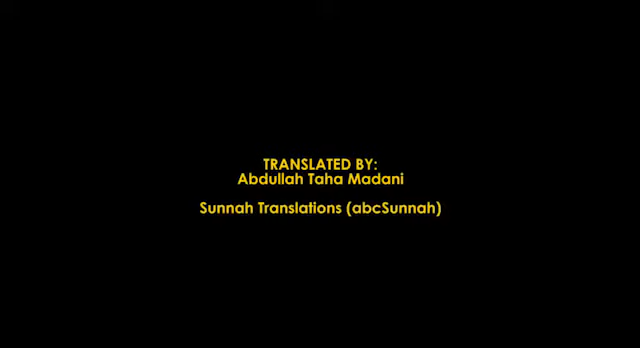 TRANSLATED BY:
Abdullah Taha Madani
Sunnah Translations (abcSunnah)